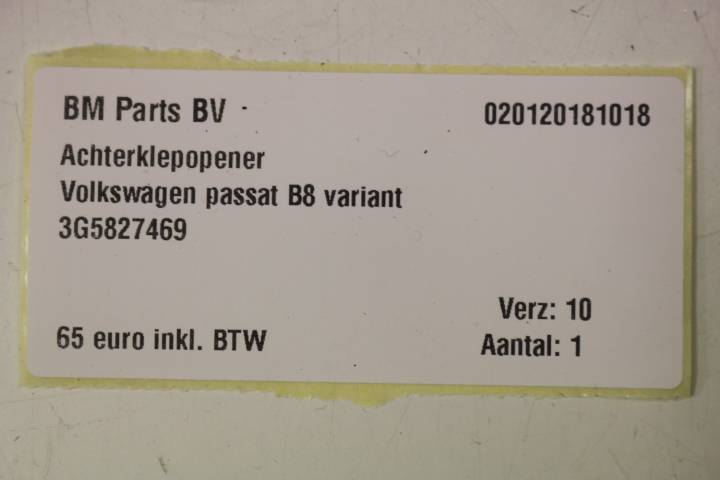 BM Parts BV
020120181018
Achterklepopener
Volkswagen passat B8 variant
3G5827469
Verz: 10
65 euro inkl. BTW
Aantal: 1